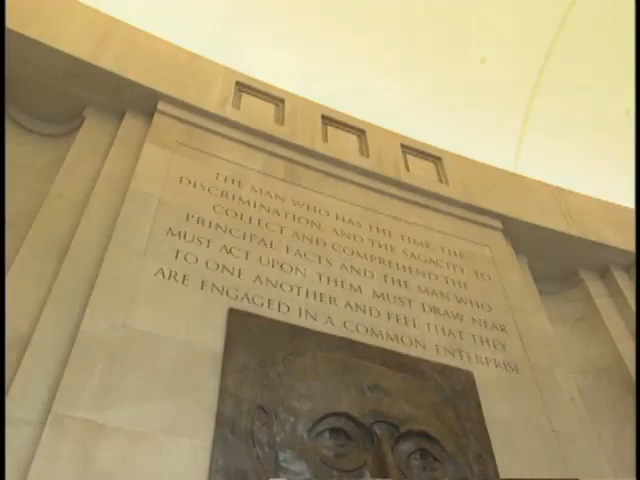 THE MAN WHO HAS THE TIME, THE
DISCRIMINATION, AND THE SAGACITY TO
COLLECT AND COMPREHEND THE
PRINCIPAL FACTS AND THE MAN WHO
MUST ACT UPON THEM MUST DRAW NEAR
TO ONE ANOTHER AND FEEL THAT THEY
ARE ENGAGED IN A COMMON ENTERPRISE